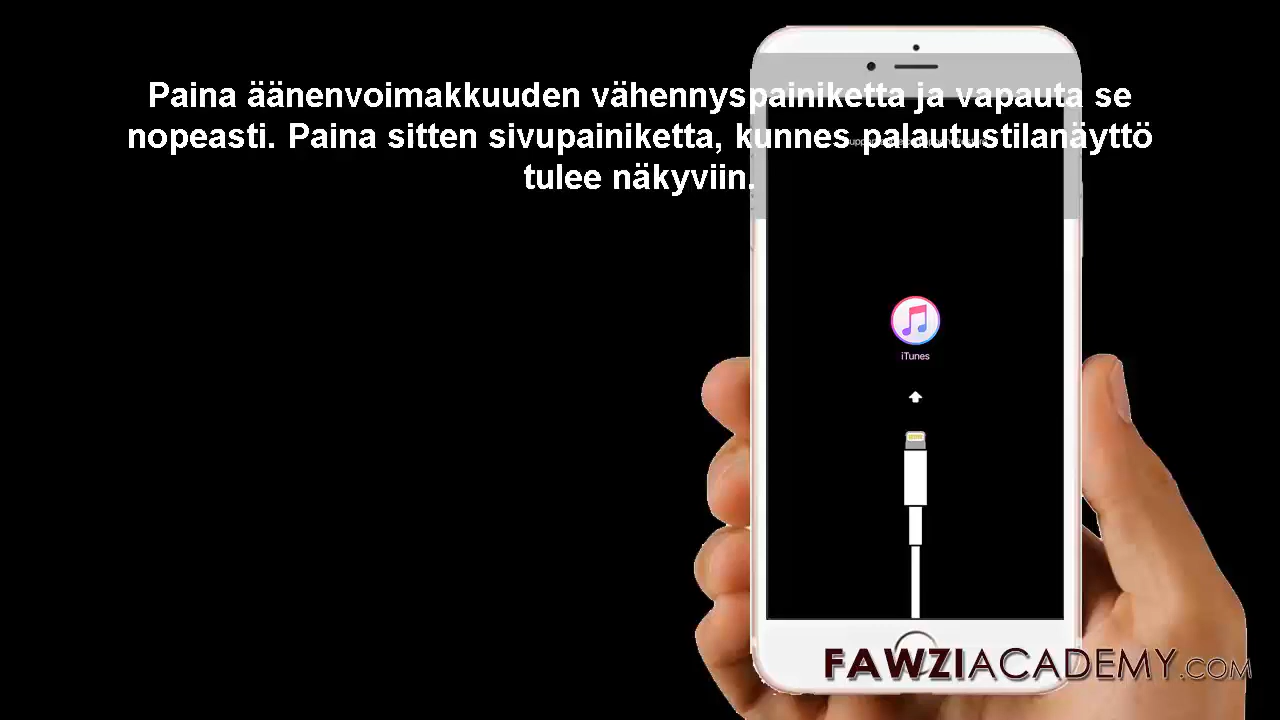 Paina äänenvoimakkuuden vähennyspainiketta ja vapauta se
nopeasti. Paina sitten sivupainiketta, kunnes palautustilanäyttö
tulee näkyviin.
iTunes
FAWZIACADEMY.COM